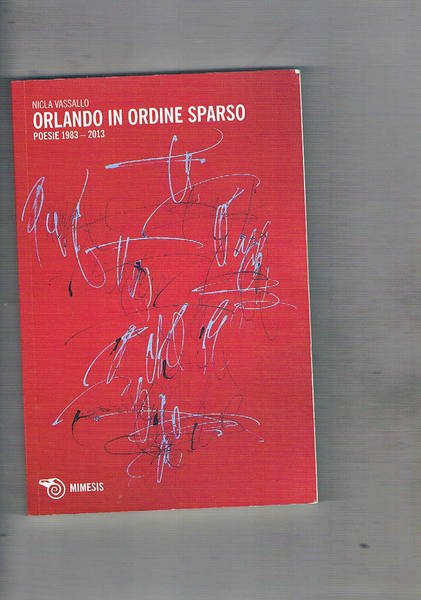 NICLA VASSALLO
ORLANDO IN ORDINE SPARSO
POESIE 1983 – 2013
MIMESIS